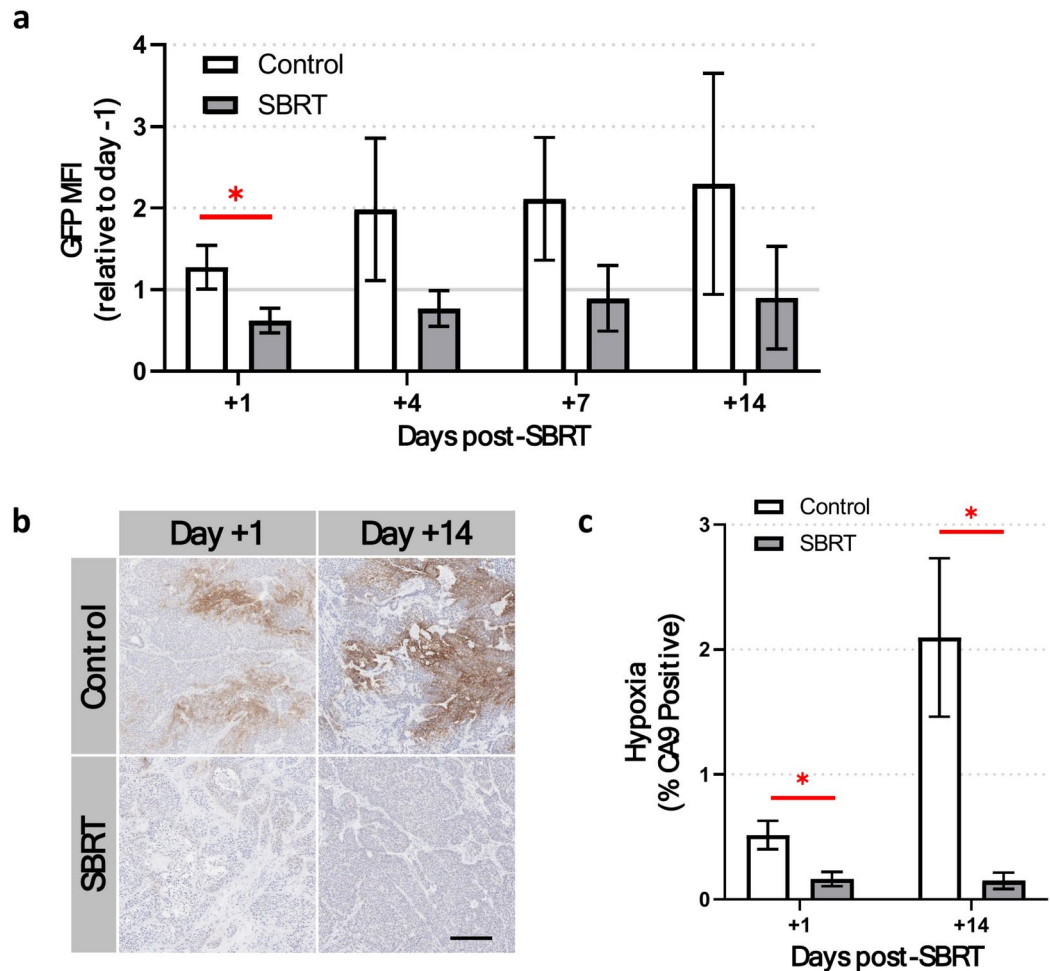 a
4
3
2
1
0
Control
SBRT
*
GFP MFI
(relative to day -1)
+1
+4
+7
+14
Days post-SBRT
b
Day +1
Day +14
Control
SBRT
c
Control
SBRT
3
2
1
0
*
*
Hypoxia
(% CA9 Positive)
+1
+14
Days post-SBRT